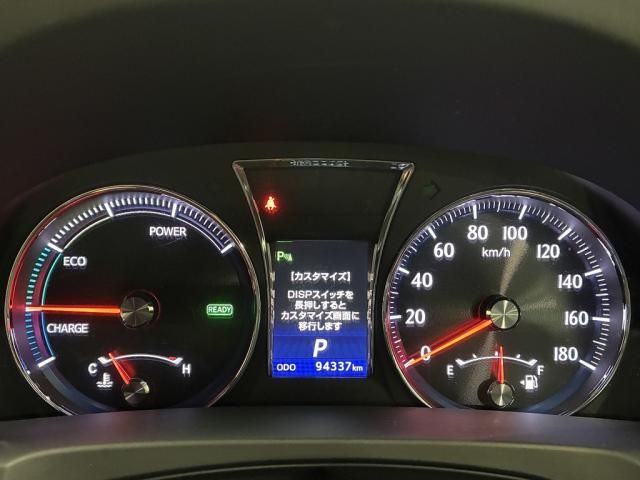 POWER
ECO
CHARGE
READY
C H
P
[カスタマイズ]
DISPスイッチを
長押しすると
カスタマイズ画面に
移行します
P
ODO 94337km
0
20
40
60
80
100
120
140
160
180
km/h
E F